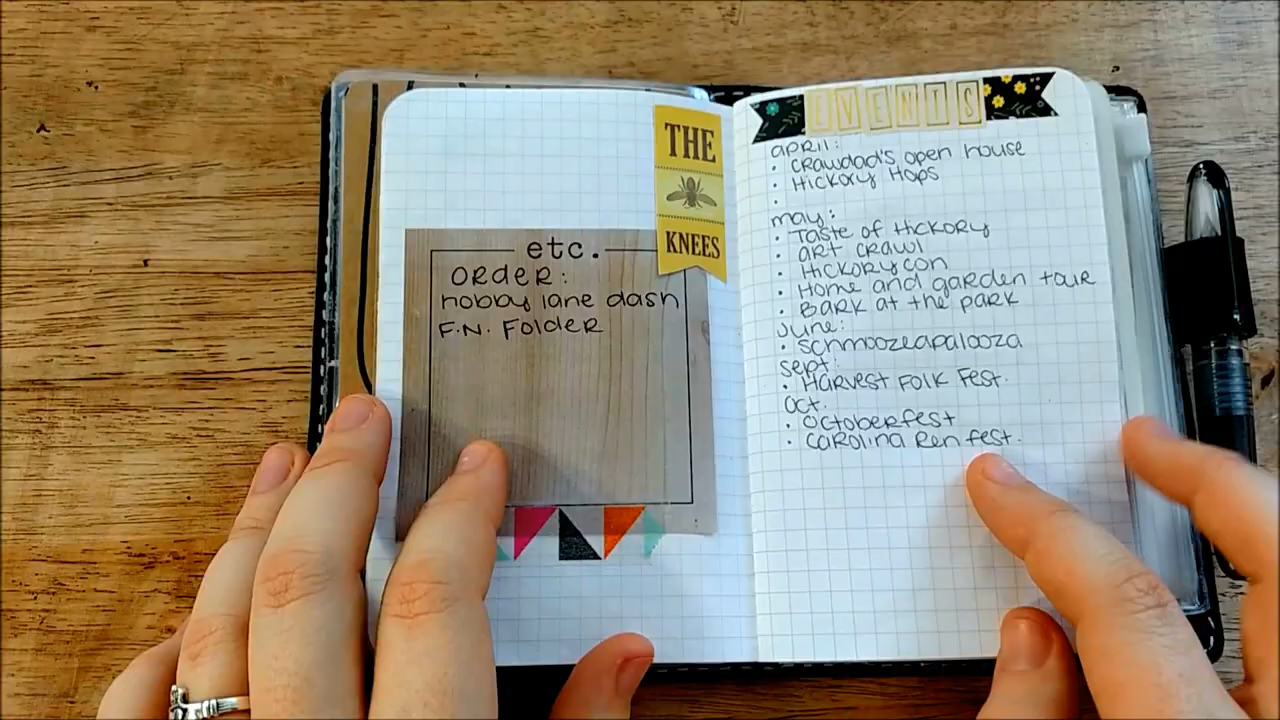 THE
KNEES
etc.
ORDER:
hobby lane dash
F.N. Folder
EVENTS
april:
• crawdad's open house
• Hickory Hops
•
may:
• Taste of Hickory
• art crawl
• Hickorycon
• Home and garden tour
• Bark at the park
June:
• schmoozeapalooza
sept:
• Harvest Folk Fest.
Oct.
• Octoberfest
• Carolina Ren fest.